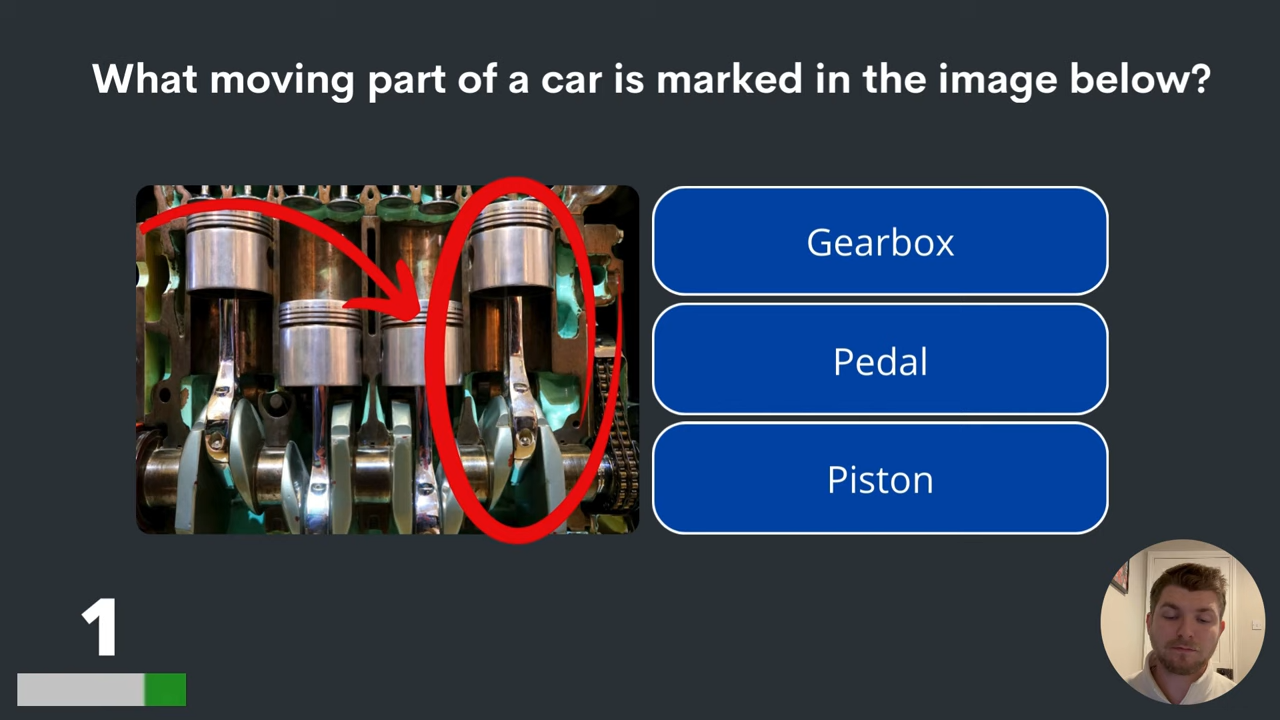 What moving part of a car is marked in the image below?
Gearbox
Pedal
Piston
1